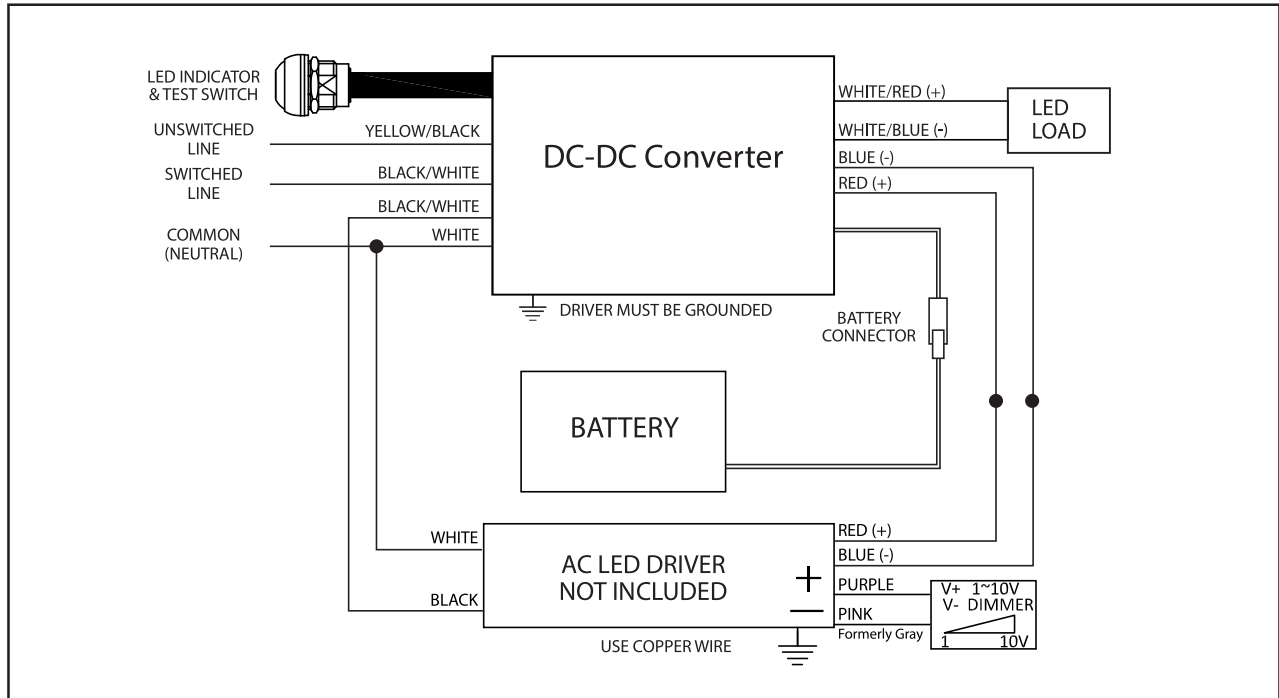 LED INDICATOR
& TEST SWITCH
UNSWITCHED
LINE
SWITCHED
LINE
COMMON
(NEUTRAL)
YELLOW/BLACK
BLACK/WHITE
BLACK/WHITE
WHITE
DC-DC Converter
DRIVER MUST BE GROUNDED
WHITE/RED (+)
WHITE/BLUE (-)
BLUE (-)
RED (+)
LED
LOAD
BATTERY
CONNECTOR
BATTERY
WHITE
BLACK
AC LED DRIVER
NOT INCLUDED
+
—
USE COPPER WIRE
RED (+)
BLUE (-)
PURPLE
PINK
Formerly Gray
V+ 1~10V
V- DIMMER
1 10V